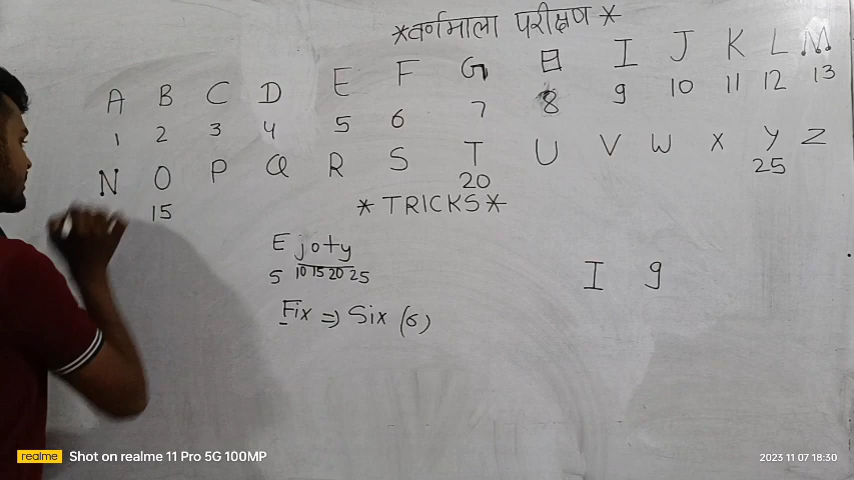 *वर्णमाला परीक्षण*
A B C D E F G H I J K L M
1 2 3 4 5 6 7 8 9 10 11 12 13
N O P Q R S T U V W X Y Z
15 20 25
*TRICKS*
E joty
5 10 15 20 25
I 9
Fix ⇒ Six (6)
realme Shot on realme 11 Pro 5G 100MP
2023 11 07 18:30